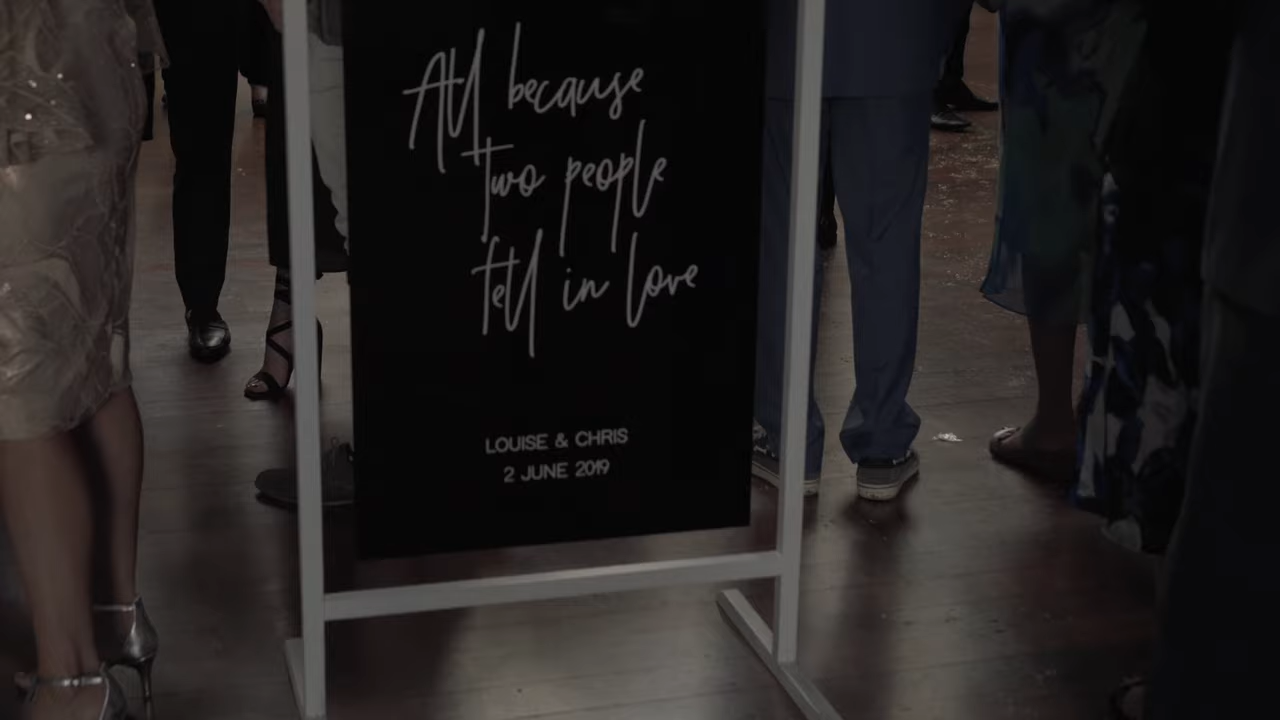 All because
Two people
fell in love
LOUISE & CHRIS
2 JUNE 2019